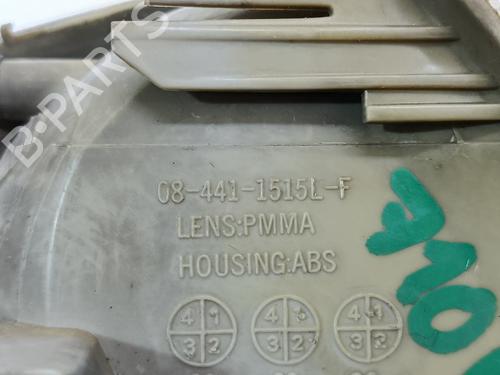 B-PARTS
08-441-1515L-F
LENS:PMMA
HOUSING:ABS
4 1 4 1 4 1
3 2 3 2 3 2